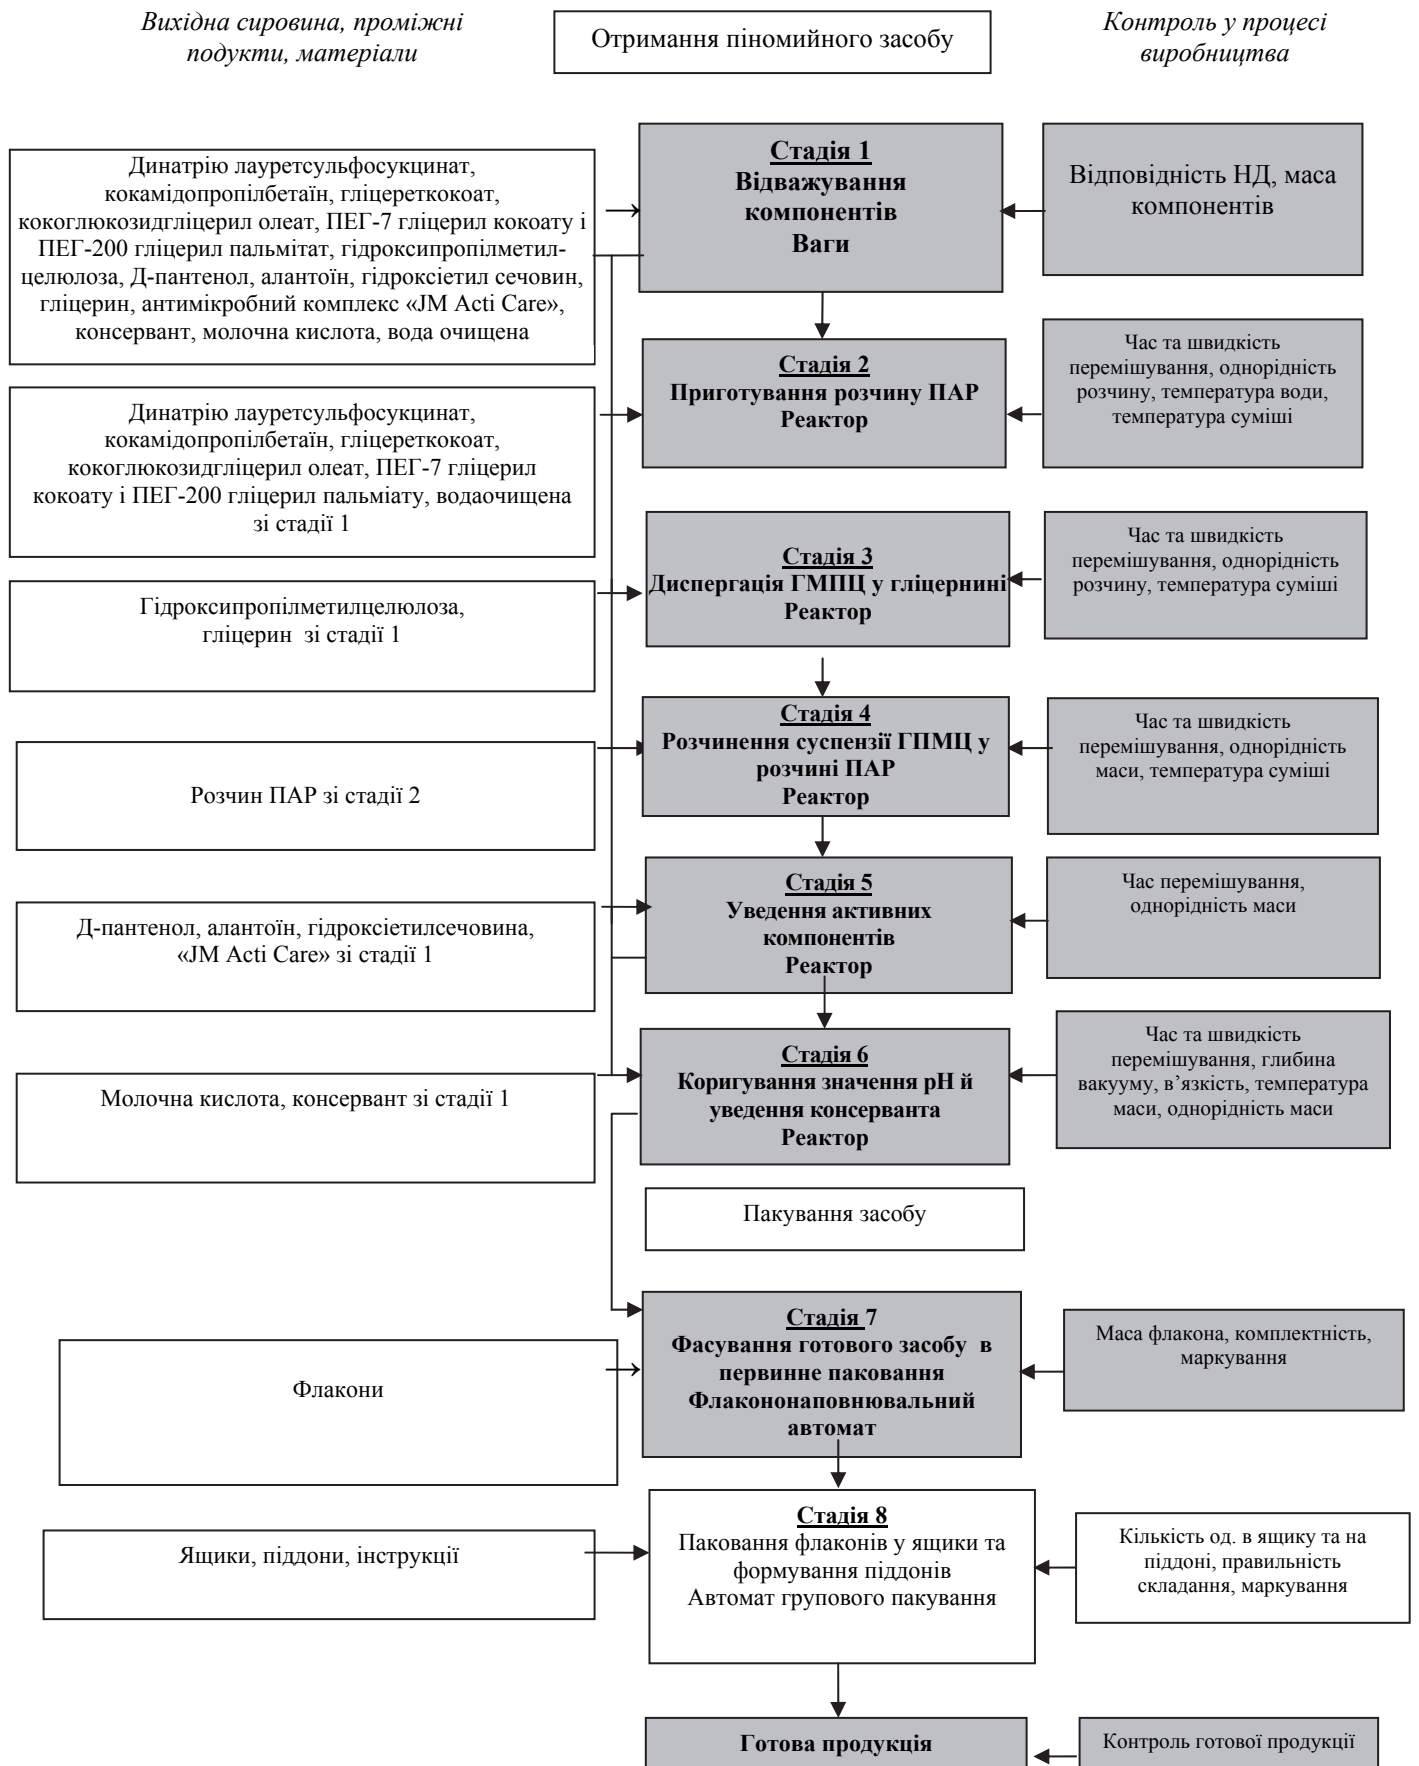 Вихідна сировина, проміжні
подукти, матеріали
Отримання піномийного засобу
Контроль у процесі
виробництва
Динатрію лауретсульфосукцинат,
кокамідопропілбетаїн, гліцереткокоат,
кокоглюкозидгліцерил олеат, ПЕГ-7 гліцерил кокоату і
ПЕГ-200 гліцерил пальмітат, гідроксипропілметил-
целюлоза, Д-пантенол, алантоїн, гідроксіетил сечовин,
гліцерин, антимікробний комплекс «JM Acti Care»,
консервант, молочна кислота, вода очищена
Стадія 1
Відважування
компонентів
Ваги
Відповідність НД, маса
компонентів
Динатрію лауретсульфосукцинат,
кокамідопропілбетаїн, гліцереткокоат,
кокоглюкозидгліцерил олеат, ПЕГ-7 гліцерил
кокоату і ПЕГ-200 гліцерил пальміату, водаочищена
зі стадії 1
Стадія 2
Приготування розчину ПАР
Реактор
Час та швидкість
перемішування, однорідність
розчину, температура води,
температура суміші
Гідроксипропілметилцелюлоза,
гліцерин зі стадії 1
Стадія 3
Диспергація ГМПЦ у гліцернині
Реактор
Час та швидкість
перемішування, однорідність
розчину, температура суміші
Розчин ПАР зі стадії 2
Стадія 4
Розчинення суспензії ГПМЦ у
розчині ПАР
Реактор
Час та швидкість
перемішування, однорідність
маси, температура суміші
Д-пантенол, алантоїн, гідроксіетилсечовина,
«JM Acti Care» зі стадії 1
Стадія 5
Уведення активних
компонентів
Реактор
Час перемішування,
однорідність маси
Молочна кислота, консервант зі стадії 1
Стадія 6
Коригування значення рН й
уведення консерванта
Реактор
Час та швидкість
перемішування, глибина
вакууму, в’язкість, температура
маси, однорідність маси
Пакування засобу
Флакони
Стадія 7
Фасування готового засобу в
первинне паковання
Флакононаповнювальний
автомат
Маса флакона, комплектність,
маркування
Ящики, піддони, інструкції
Стадія 8
Паковання флаконів у ящики та
формування піддонів
Автомат групового пакування
Кількість од. в ящику та на
піддоні, правильність
складання, маркування
Готова продукція
Контроль готової продукції